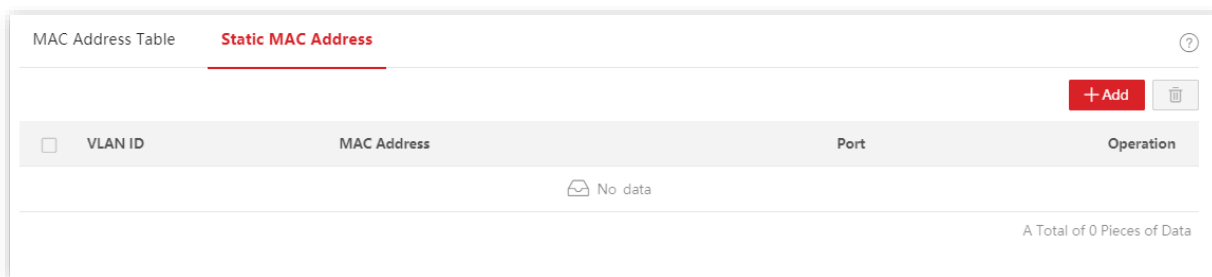 MAC Address Table Static MAC Address ?
+ Add
VLAN ID MAC Address Port Operation
No data
A Total of 0 Pieces of Data